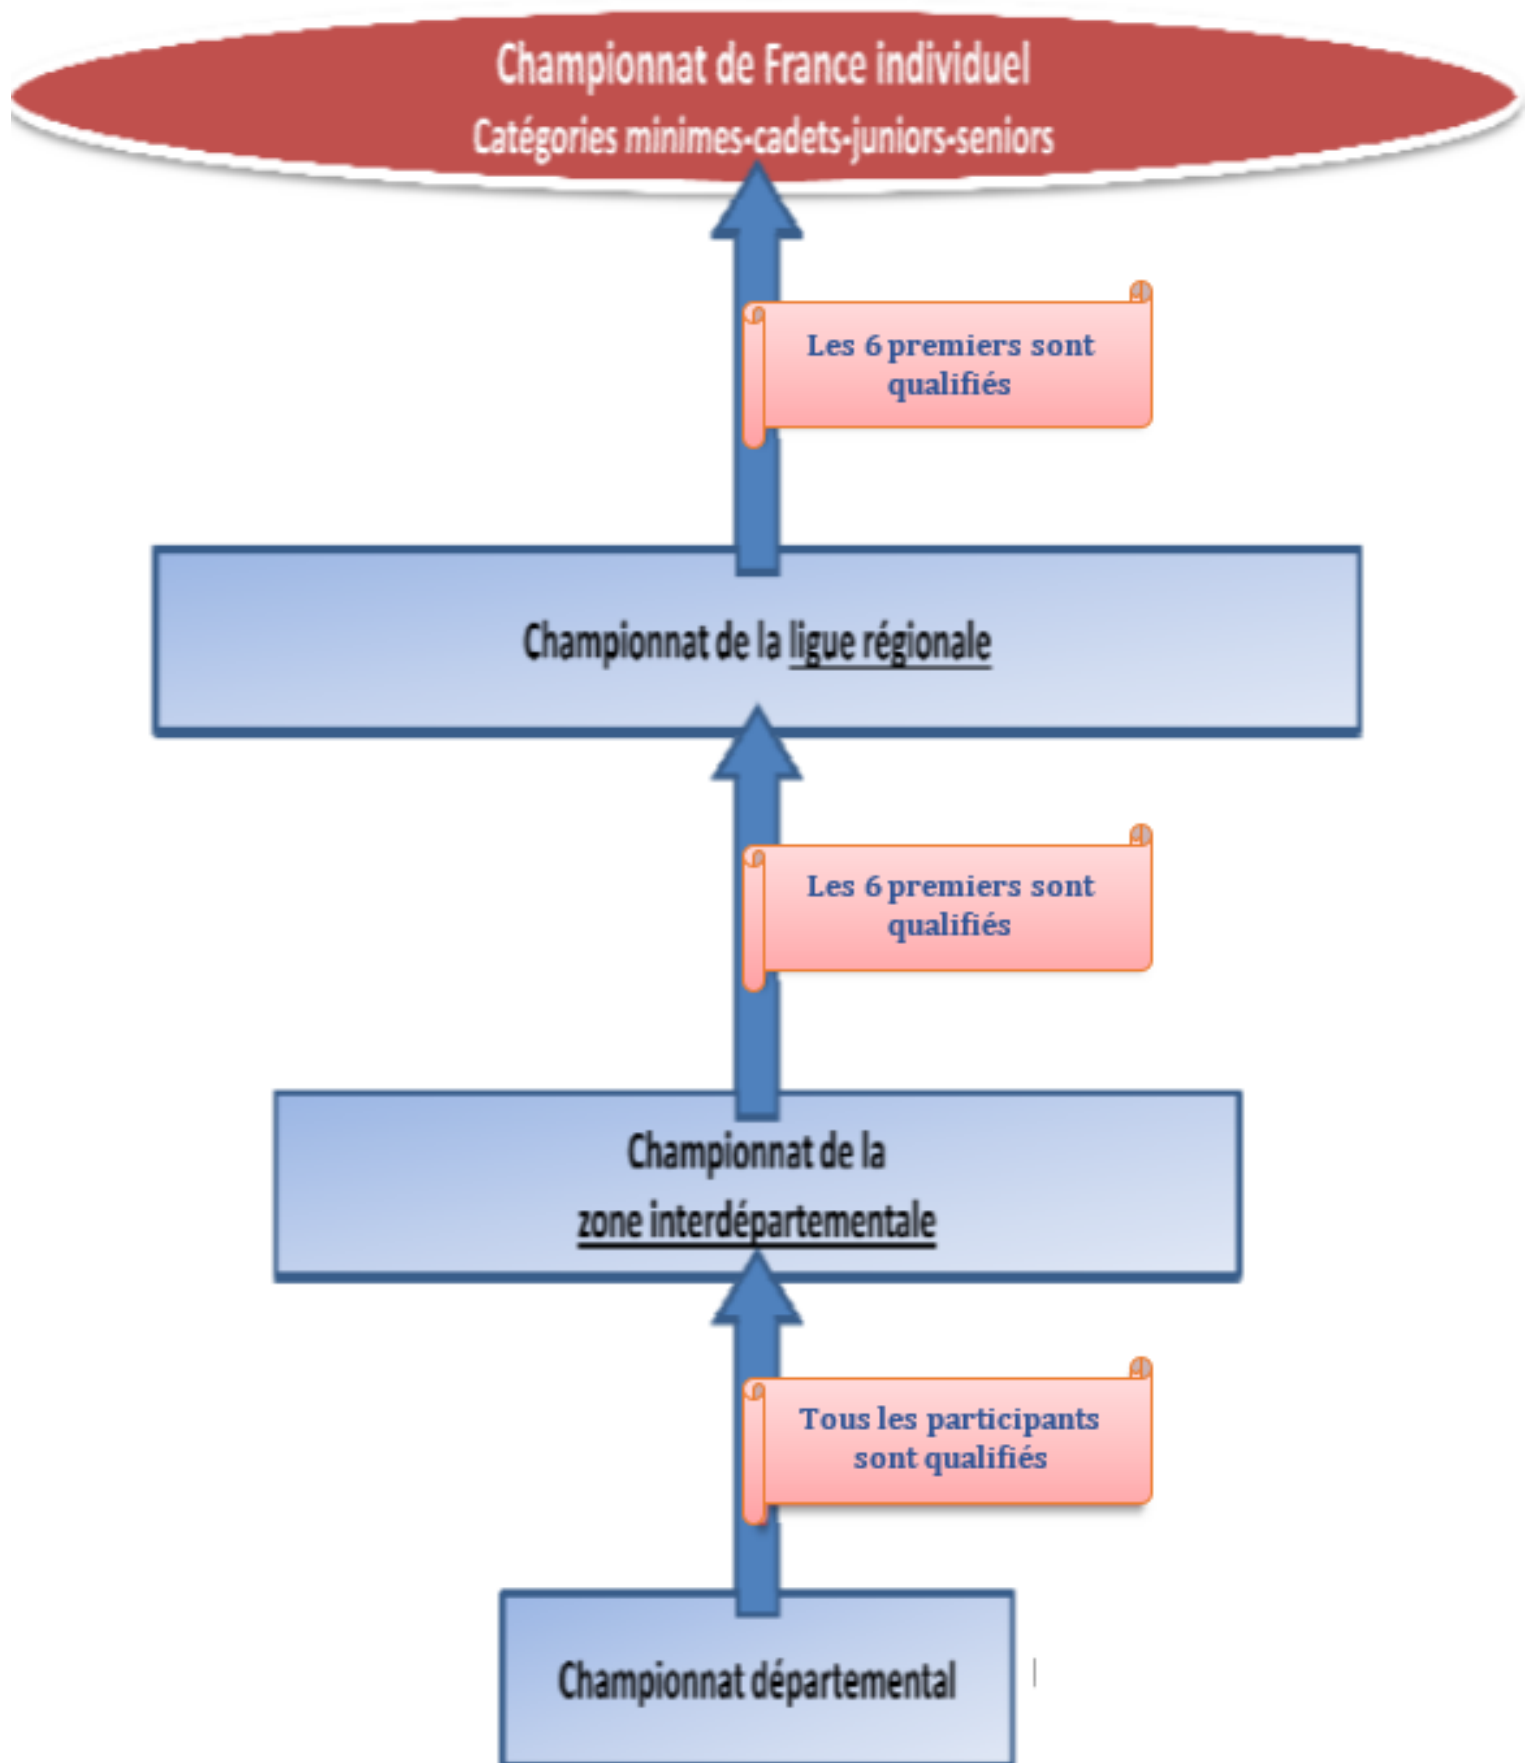 Championnat de France individuel
Catégories minimes-cadets-juniors-seniors
Les 6 premiers sont
qualifiés
Championnat de la ligue régionale
Les 6 premiers sont
qualifiés
Championnat de la
zone interdépartementale
Tous les participants
sont qualifiés
Championnat départemental